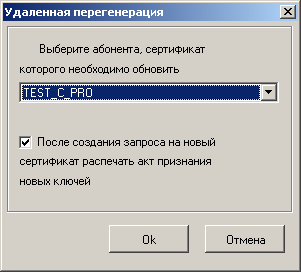 Удаленная перегенерация
Выберите абонента, сертификат
которого необходимо обновить
TEST_C_PRO
После создания запроса на новый
сертификат распечать акт признания
новых ключей
Ok
Отмена